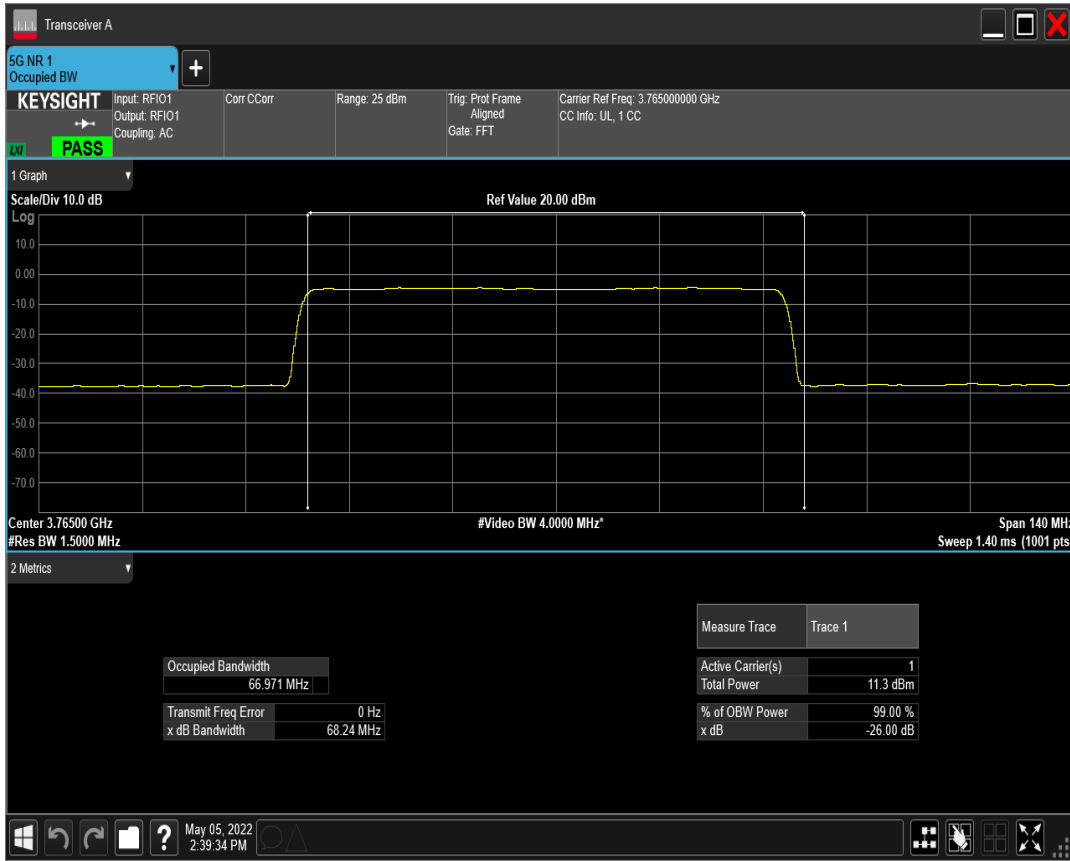 Transceiver A
5G NR 1
Occupied BW
KEYSIGHT
LXI
PASS
Input: RFIO1
Output: RFIO1
Coupling: AC
Corr CCorr
Range: 25 dBm
Trig: Prot Frame
Aligned
Gate: FFT
Carrier Ref Freq: 3.765000000 GHz
CC Info: UL, 1 CC
1 Graph
Scale/Div 10.0 dB
Ref Value 20.00 dBm
Log
10.0
0.00
-10.0
-20.0
-30.0
-40.0
-50.0
-60.0
-70.0
Center 3.76500 GHz
#Video BW 4.0000 MHz*
Span 140 MHz
#Res BW 1.5000 MHz
Sweep 1.40 ms (1001 pts
2 Metrics
Measure Trace Trace 1
Occupied Bandwidth
66.971 MHz
Active Carrier(s) 1
Total Power 11.3 dBm
Transmit Freq Error 0 Hz
x dB Bandwidth 68.24 MHz
% of OBW Power 99.00 %
x dB -26.00 dB
?
May 05, 2022
2:39:34 PM